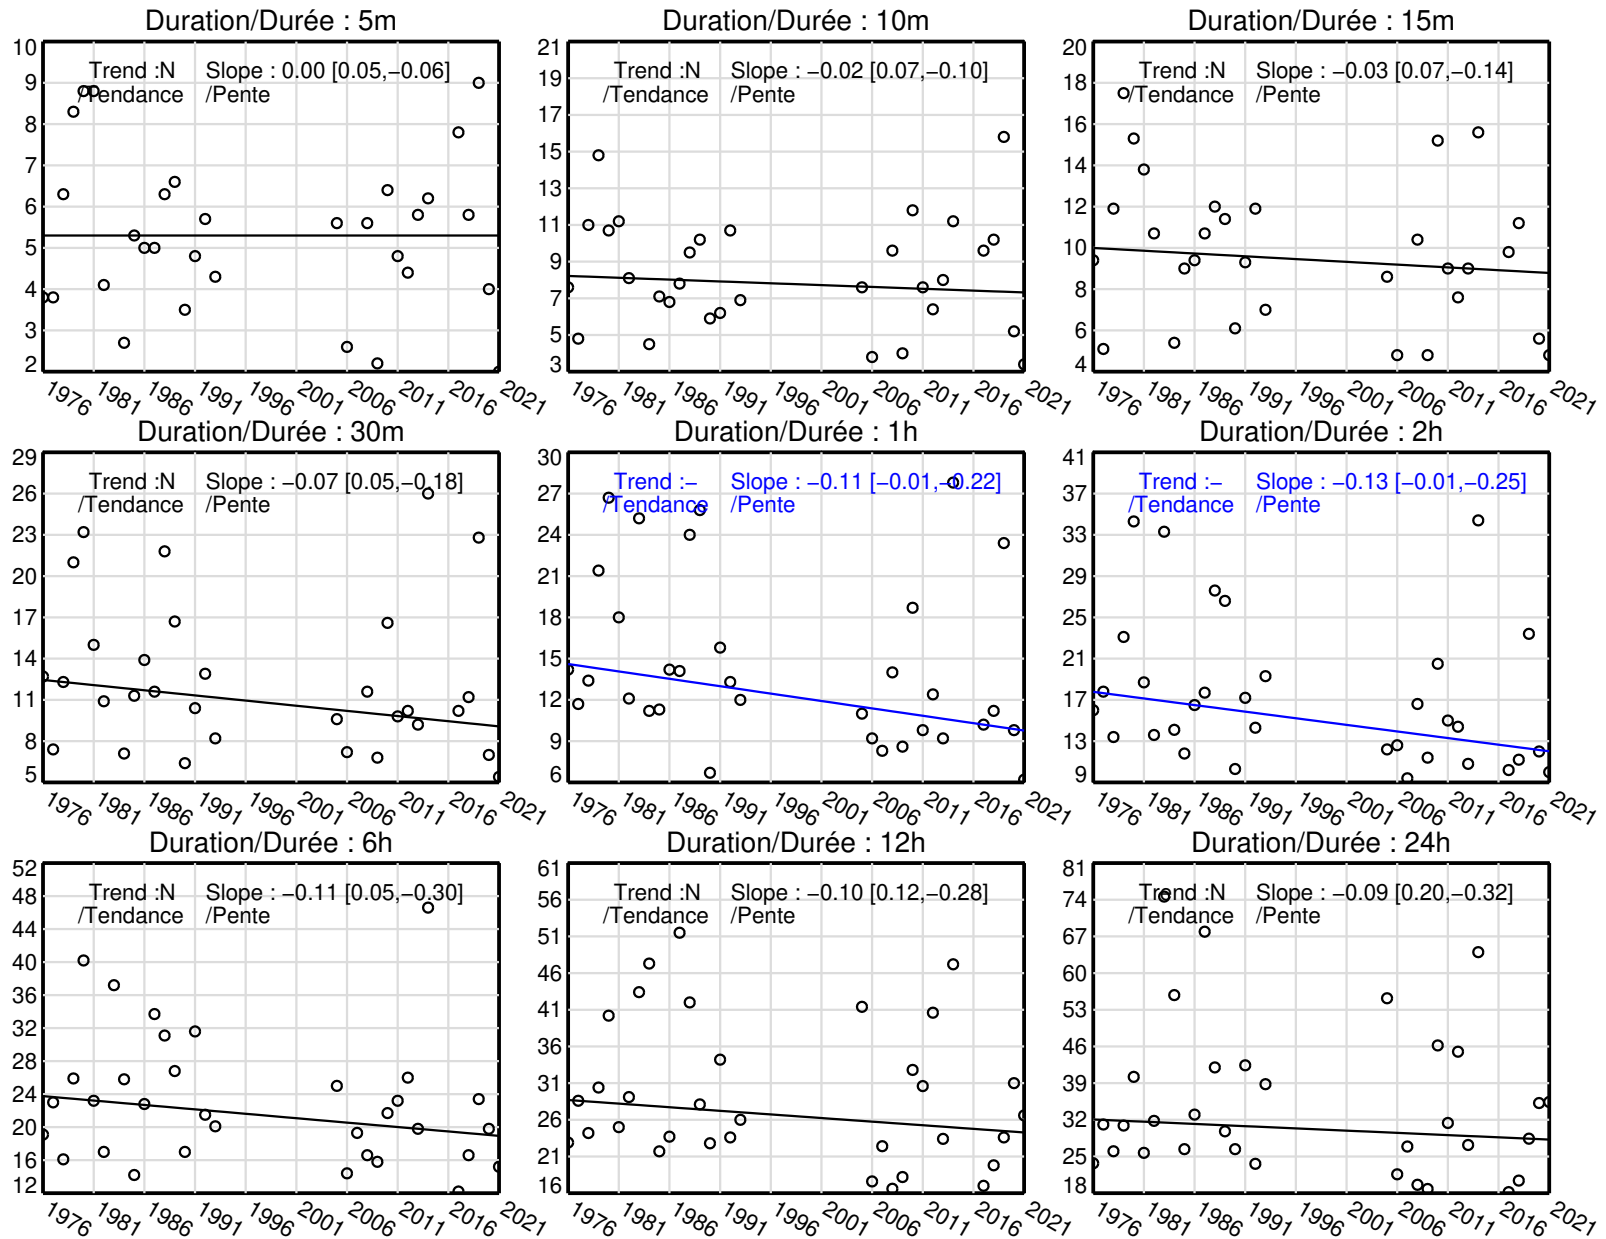 Duration/Durée : 5m
10
9
8
7
6
5
4
3
2
Trend :N Slope : 0.00 [0.05,−0.06]
/Tendance /Pente
1976 1981 1986 1991 1996 2001 2006 2011 2016 2021
Duration/Durée : 10m
21
19
17
15
13
11
9
7
5
3
Trend :N Slope : −0.02 [0.07,−0.10]
/Tendance /Pente
1976 1981 1986 1991 1996 2001 2006 2011 2016 2021
Duration/Durée : 15m
20
18
16
14
12
10
8
6
4
Trend :N Slope : −0.03 [0.07,−0.14]
/Tendance /Pente
1976 1981 1986 1991 1996 2001 2006 2011 2016 2021
Duration/Durée : 30m
29
26
23
20
17
14
11
8
5
Trend :N Slope : −0.07 [0.05,−0.18]
/Tendance /Pente
1976 1981 1986 1991 1996 2001 2006 2011 2016 2021
Duration/Durée : 1h
30
27
24
21
18
15
12
9
6
Trend :− Slope : −0.11 [−0.01,−0.22]
/Tendance /Pente
1976 1981 1986 1991 1996 2001 2006 2011 2016 2021
Duration/Durée : 2h
41
37
33
29
25
21
17
13
9
Trend :− Slope : −0.13 [−0.01,−0.25]
/Tendance /Pente
1976 1981 1986 1991 1996 2001 2006 2011 2016 2021
Duration/Durée : 6h
52
48
44
40
36
32
28
24
20
16
12
Trend :N Slope : −0.11 [0.05,−0.30]
/Tendance /Pente
1976 1981 1986 1991 1996 2001 2006 2011 2016 2021
Duration/Durée : 12h
61
56
51
46
41
36
31
26
21
16
Trend :N Slope : −0.10 [0.12,−0.28]
/Tendance /Pente
1976 1981 1986 1991 1996 2001 2006 2011 2016 2021
Duration/Durée : 24h
81
74
67
60
53
46
39
32
25
18
Trend :N Slope : −0.09 [0.20,−0.32]
/Tendance /Pente
1976 1981 1986 1991 1996 2001 2006 2011 2016 2021